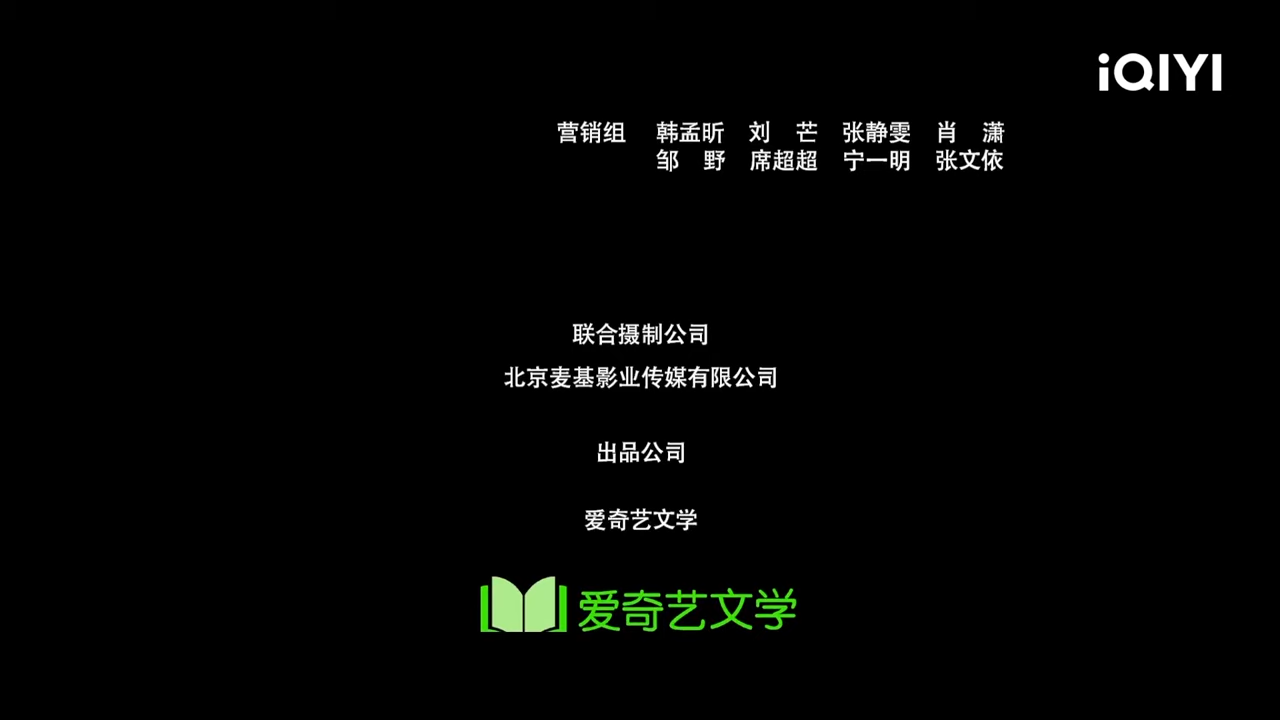 iQIYI
营销组 韩孟昕 刘 芒 张静雯 肖 潇
邹 野 席超超 宁一明 张文依
联合摄制公司
北京麦基影业传媒有限公司
出品公司
爱奇艺文学
爱奇艺文学